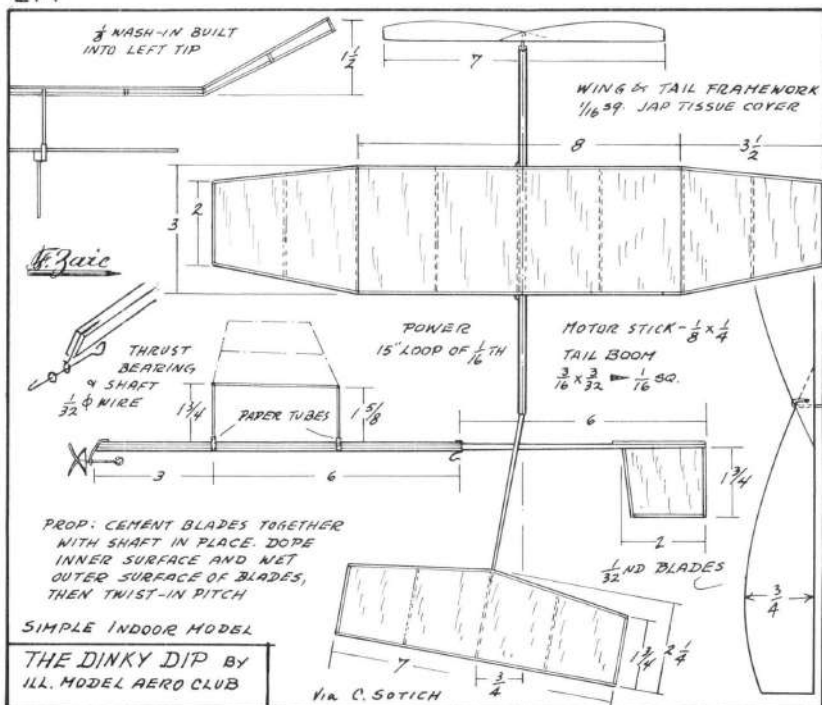 ⅛ WASH-IN BUILT
INTO LEFT TIP
1 1/2
7
WING & TAIL FRAMEWORK
1/16 SQ. JAP TISSUE COVER
8
3 1/2
3
2
F. Zaic
THRUST
BEARING
& SHAFT
1/32 ϕ WIRE
POWER
15" LOOP OF 1/16 TH
MOTOR STICK - 1/8 x 1/4
TAIL BOOM
3/16 x 3/32 1/16 SQ.
1 3/4
PAPER TUBES
1 5/8
6
3
6
1 3/4
2
PROP: CEMENT BLADES TOGETHER
WITH SHAFT IN PLACE. DOPE
INNER SURFACE AND WET
OUTER SURFACE OF BLADES,
THEN TWIST-IN PITCH
1/32 ND BLADES
3/4
SIMPLE INDOOR MODEL
THE DINKY DIP BY
ILL. MODEL AERO CLUB
7
3/4
1 3/4
2 1/4
Via C. SOTICH